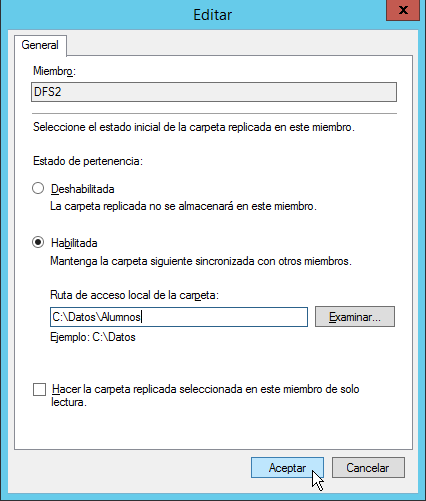 Editar
x
General
Miembro:
DFS2
Seleccione el estado inicial de la carpeta replicada en este miembro.
Estado de pertenencia:
Deshabilitada
La carpeta replicada no se almacenará en este miembro.
Habilitada
Mantenga la carpeta siguiente sincronizada con otros miembros.
Ruta de acceso local de la carpeta:
C:\Datos\Alumnos
Examinar...
Ejemplo: C:\Datos
Hacer la carpeta replicada seleccionada en este miembro de solo
lectura.
Aceptar
Cancelar